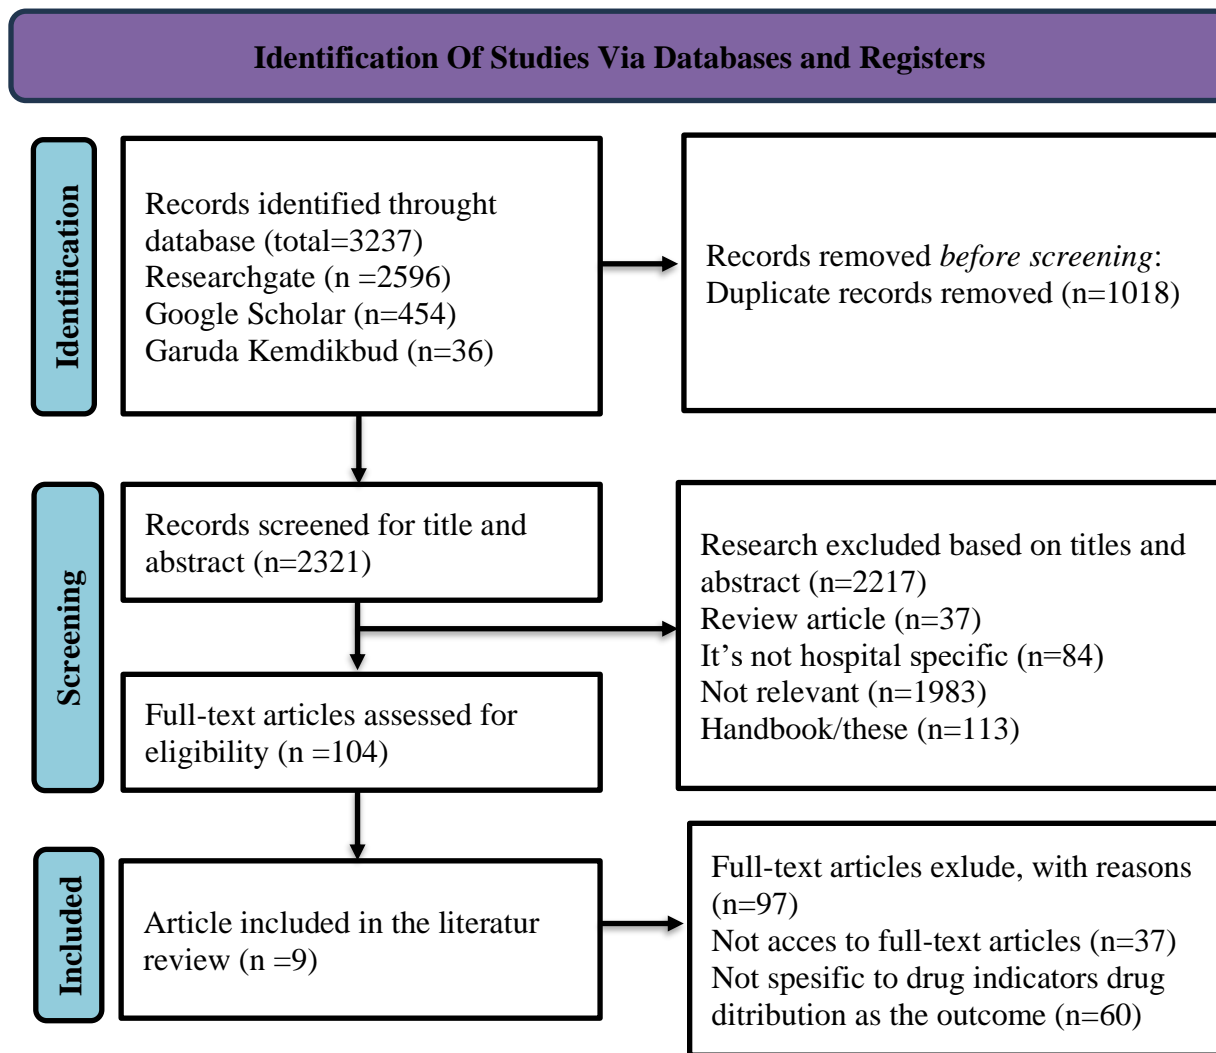 Identification Of Studies Via Databases and Registers
Identification
Records identified throught
database (total=3237)
Researchgate (n =2596)
Google Scholar (n=454)
Garuda Kemdikbud (n=36)
Records removed before screening:
Duplicate records removed (n=1018)
Screening
Records screened for title and
abstract (n=2321)
Research excluded based on titles and
abstract (n=2217)
Review article (n=37)
It’s not hospital specific (n=84)
Not relevant (n=1983)
Handbook/these (n=113)
Full-text articles assessed for
eligibility (n =104)
Included
Article included in the literatur
review (n =9)
Full-text articles exlude, with reasons
(n=97)
Not acces to full-text articles (n=37)
Not spesific to drug indicators drug
ditribution as the outcome (n=60)